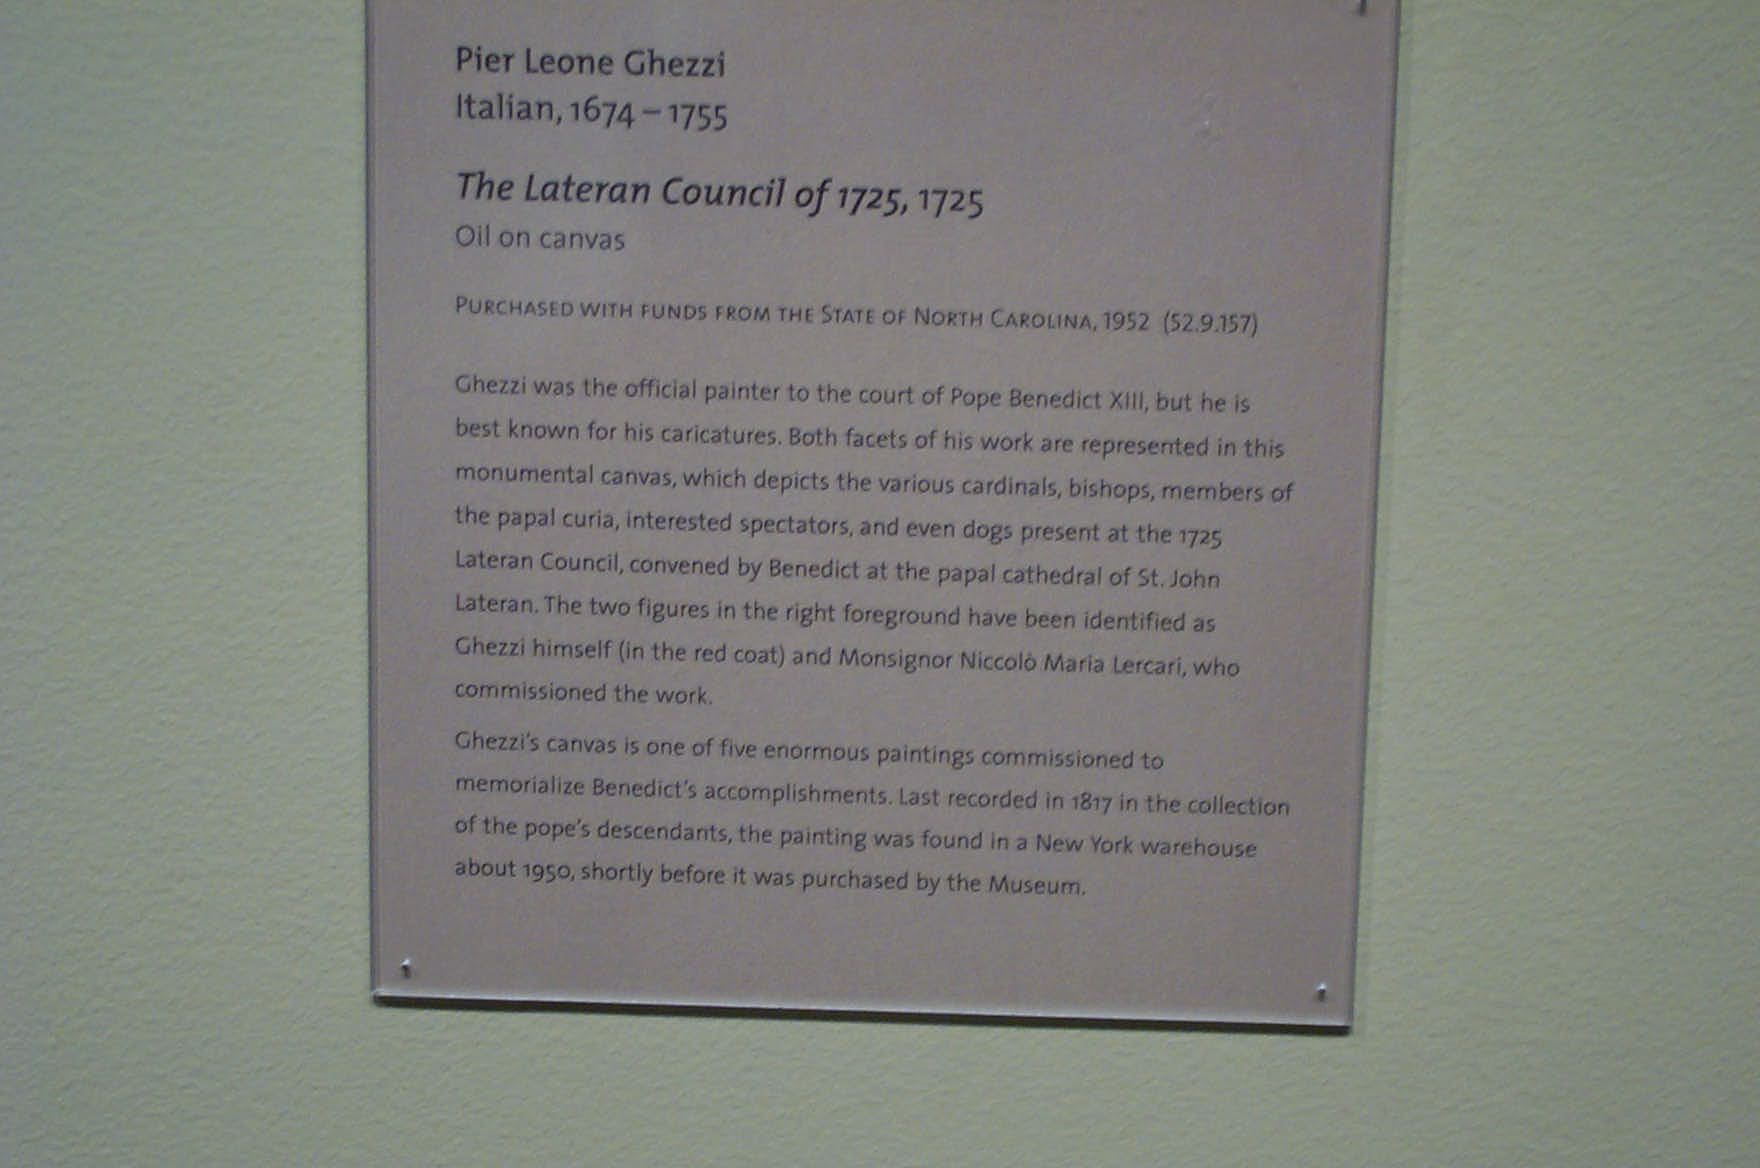 Pier Leone Ghezzi
Italian, 1674 – 1755
The Lateran Council of 1725, 1725
Oil on canvas
Purchased with funds from the State of North Carolina, 1952 (52.9.157)
Ghezzi was the official painter to the court of Pope Benedict XIII, but he is
best known for his caricatures. Both facets of his work are represented in this
monumental canvas, which depicts the various cardinals, bishops, members of
the papal curia, interested spectators, and even dogs present at the 1725
Lateran Council, convened by Benedict at the papal cathedral of St. John
Lateran. The two figures in the right foreground have been identified as
Ghezzi himself (in the red coat) and Monsignor Niccolò Maria Lercari, who
commissioned the work.
Ghezzi's canvas is one of five enormous paintings commissioned to
memorialize Benedict's accomplishments. Last recorded in 1817 in the collection
of the pope's descendants, the painting was found in a New York warehouse
about 1950, shortly before it was purchased by the Museum.